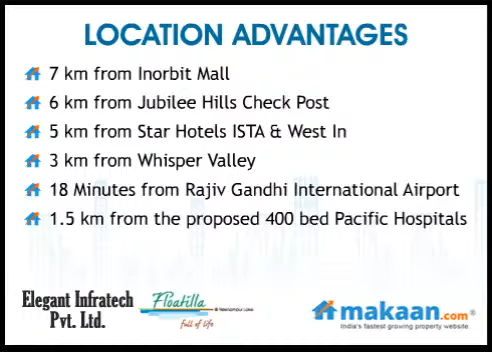 LOCATION ADVANTAGES
7 km from Inorbit Mall
6 km from Jubilee Hills Check Post
5 km from Star Hotels ISTA & West In
3 km from Whisper Valley
18 Minutes from Rajiv Gandhi International Airport
1.5 km from the proposed 400 bed Pacific Hospitals
Elegant Infratech
Pvt. Ltd.
Floatilla
@ Neknampur Lake
full of life
makaan.com®
India's fastest growing property website